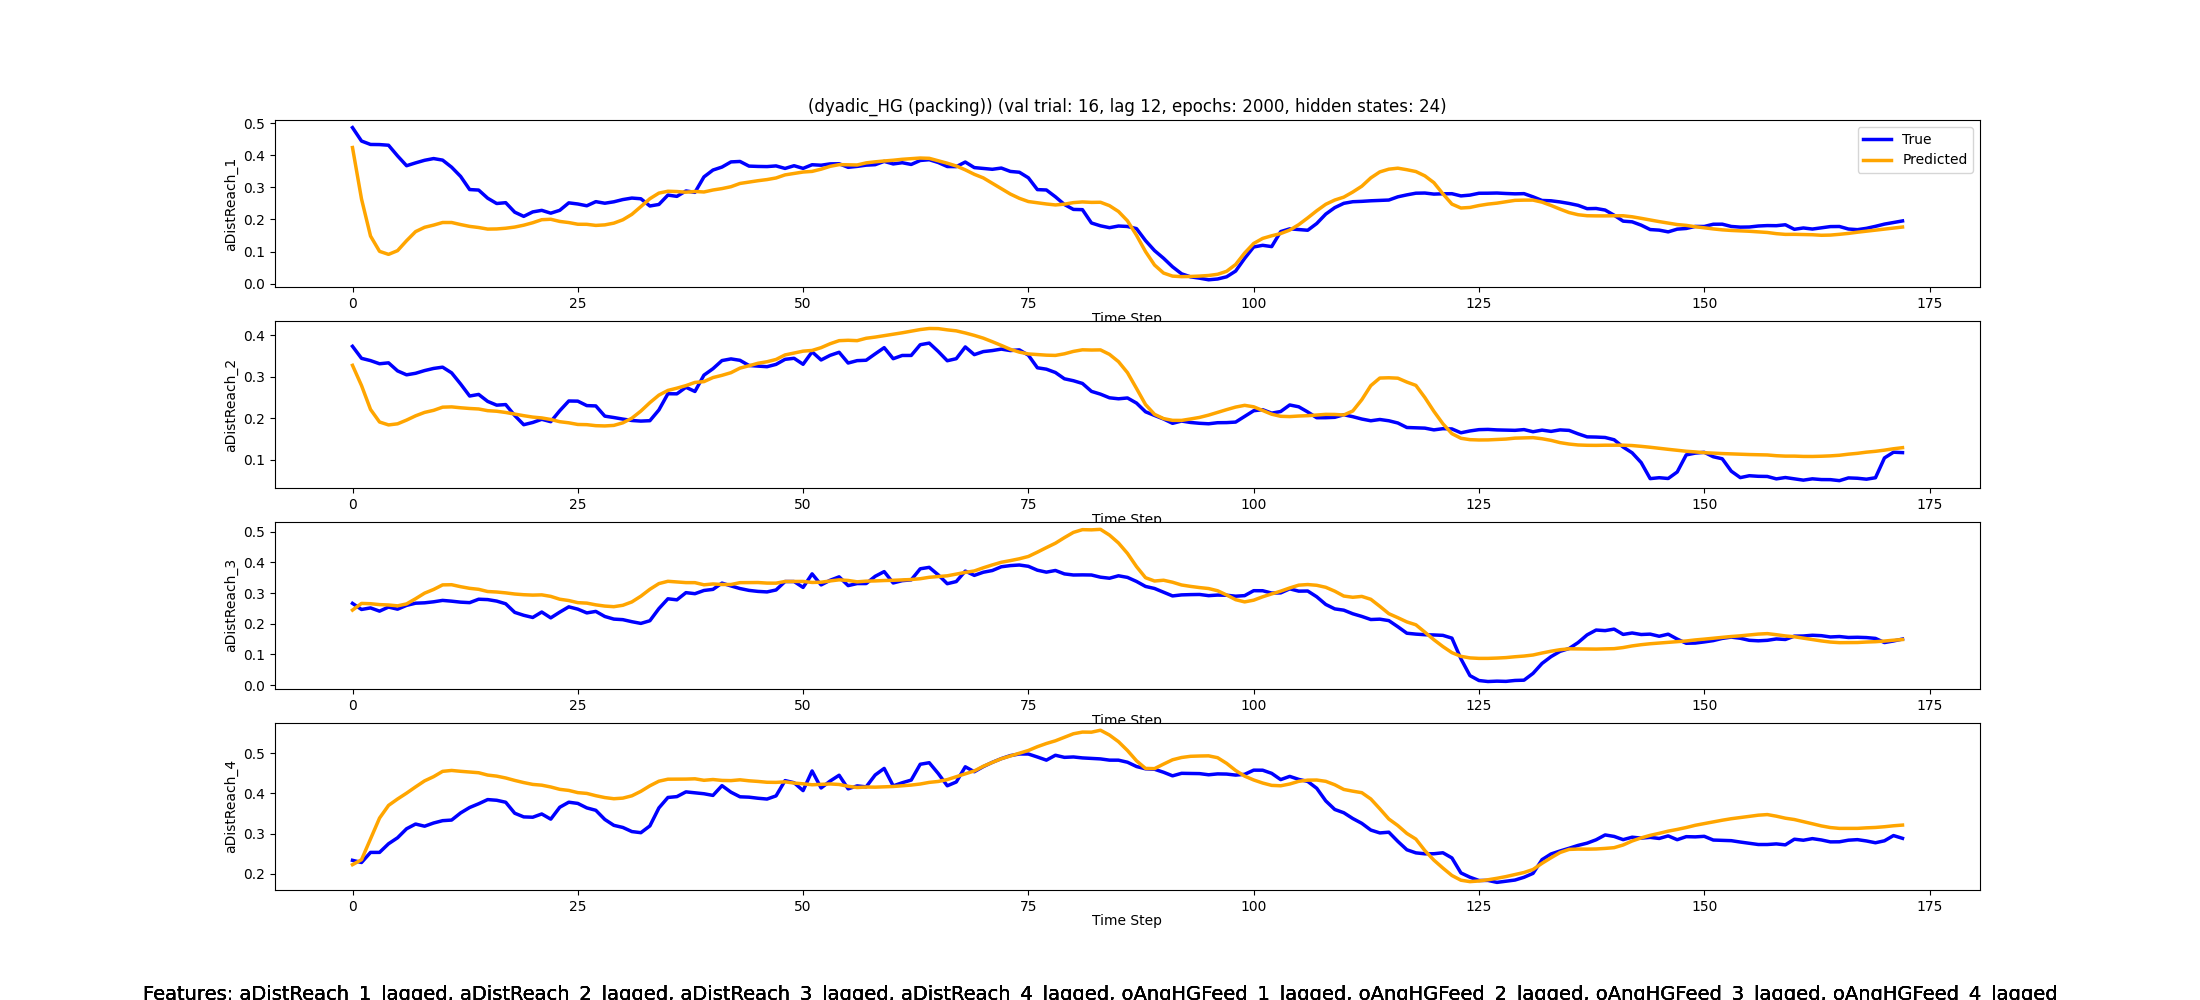 (dyadic_HG (packing)) (val trial: 16, lag 12, epochs: 2000, hidden states: 24)
True
Predicted
aDistReach_1
0.5
0.4
0.3
0.2
0.1
0.0
0 25 50 75 100 125 150 175
Time Step
aDistReach_2
0.4
0.3
0.2
0.1
0 25 50 75 100 125 150 175
Time Step
aDistReach_3
0.5
0.4
0.3
0.2
0.1
0.0
0 25 50 75 100 125 150 175
Time Step
aDistReach_4
0.5
0.4
0.3
0.2
0 25 50 75 100 125 150 175
Time Step
Features: aDistReach_1_lagged, aDistReach_2_lagged, aDistReach_3_lagged, aDistReach_4_lagged, oAngHGFeed_1_lagged, oAngHGFeed_2_lagged, oAngHGFeed_3_lagged, oAngHGFeed_4_lagged